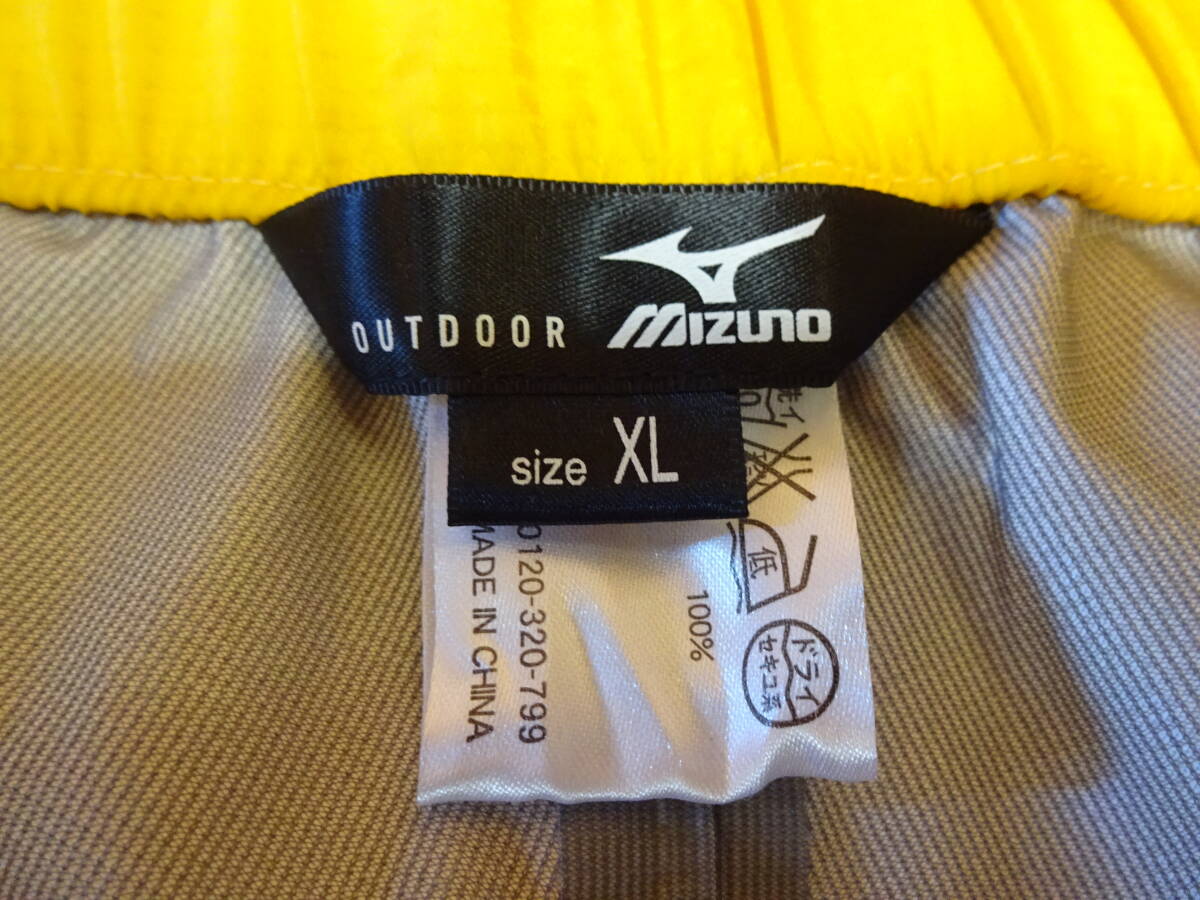 OUTDOOR MIZUNO
size XL
0120-320-799
MADE IN CHINA
100%
低
ドライ
セキユ系